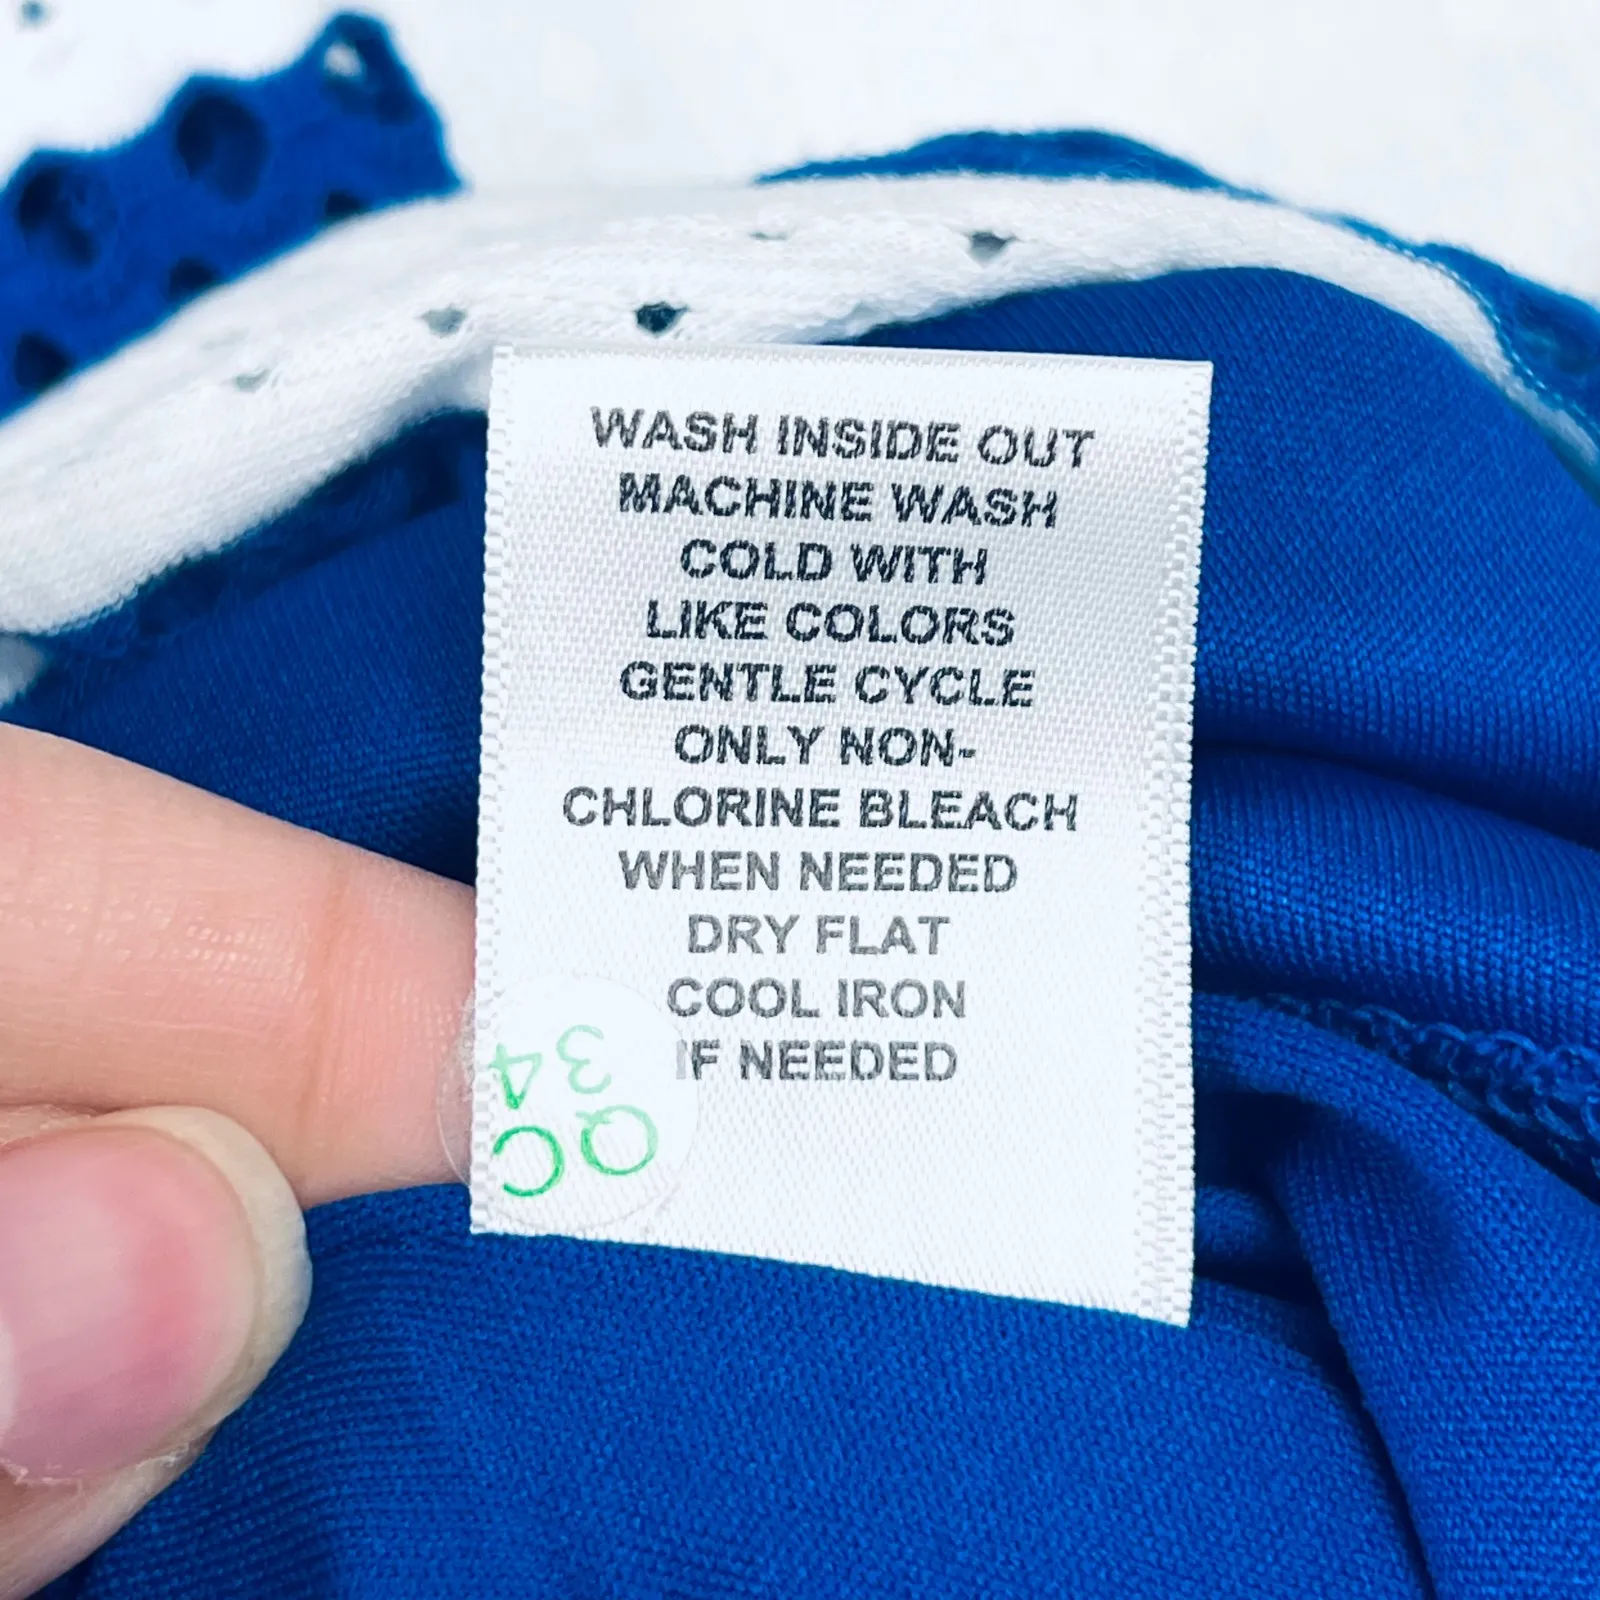 WASH INSIDE OUT
MACHINE WASH
COLD WITH
LIKE COLORS
GENTLE CYCLE
ONLY NON-
CHLORINE BLEACH
WHEN NEEDED
DRY FLAT
COOL IRON
IF NEEDED
QC
34